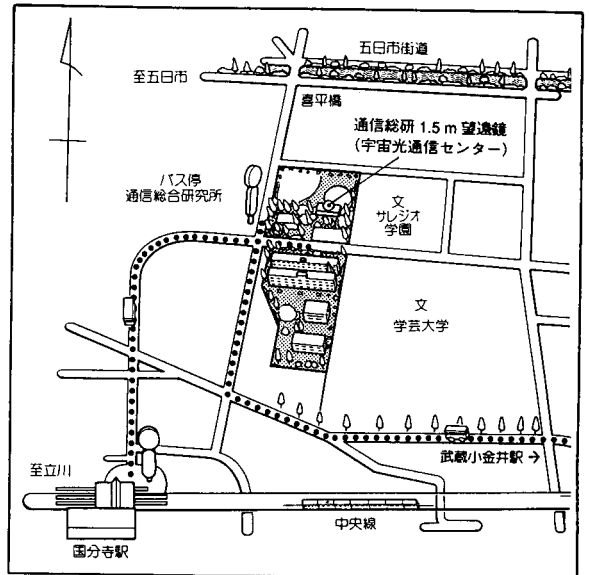 五日市街道
至五日市
喜平橋
通信総研 1.5 m 望遠鏡
(宇宙光通信センター)
バス停
通信総合研究所
文
サレジオ
学園
文
学芸大学
武蔵小金井駅 →
至立川
中央線
国分寺駅